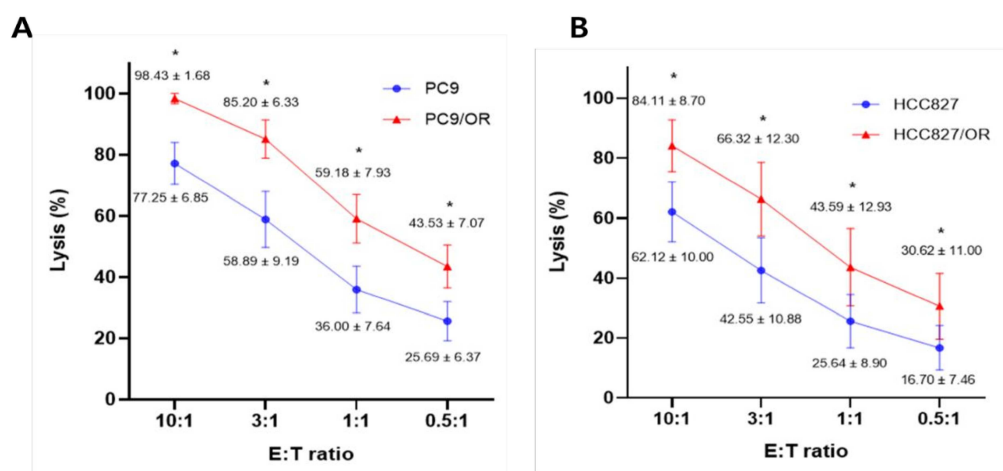 A
*
98.43 ± 1.68
*
85.20 ± 6.33
*
59.18 ± 7.93
*
43.53 ± 7.07
PC9
PC9/OR
77.25 ± 6.85
58.89 ± 9.19
36.00 ± 7.64
25.69 ± 6.37
Lysis (%)
100
80
60
40
20
0
10:1 3:1 1:1 0.5:1
E:T ratio
B
*
84.11 ± 8.70
*
66.32 ± 12.30
*
43.59 ± 12.93
*
30.62 ± 11.00
HCC827
HCC827/OR
62.12 ± 10.00
42.55 ± 10.88
25.64 ± 8.90
16.70 ± 7.46
Lysis (%)
100
80
60
40
20
0
10:1 3:1 1:1 0.5:1
E:T ratio